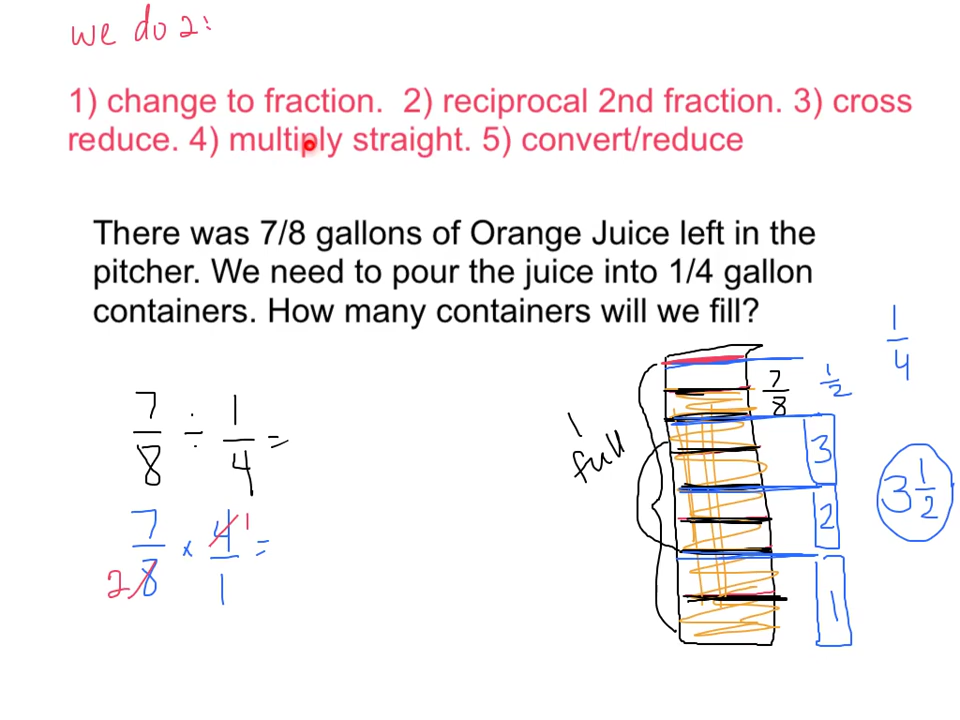 we do 2:
1) change to fraction.  2) reciprocal 2nd fraction. 3) cross
reduce. 4) multiply straight. 5) convert/reduce
There was 7/8 gallons of Orange Juice left in the
pitcher. We need to pour the juice into 1/4 gallon
containers. How many containers will we fill?
1/4
7/8 ÷ 1/4 =
7/8 × 4/1 =
1
2
1 full
7/8
1/2
3
2
1
3 1/2